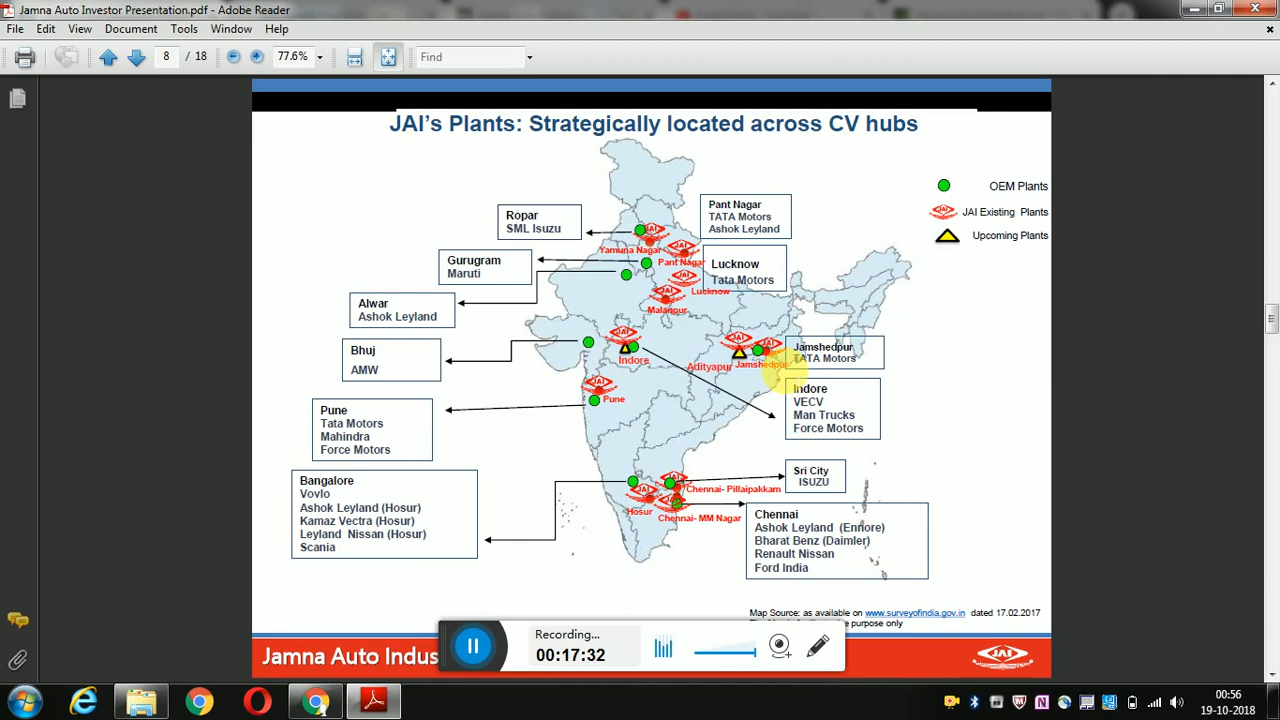 Jamna Auto Investor Presentation.pdf - Adobe Reader
File Edit View Document Tools Window Help
8 / 18 77.6% Find
JAI's Plants: Strategically located across CV hubs
OEM Plants
JAI Existing Plants
Upcoming Plants
Ropar
SML Isuzu
Pant Nagar
TATA Motors
Ashok Leyland
Gurugram
Maruti
Lucknow
Tata Motors
Alwar
Ashok Leyland
Bhuj
AMW
Pune
Tata Motors
Mahindra
Force Motors
Bangalore
Vovlo
Ashok Leyland (Hosur)
Kamaz Vectra (Hosur)
Leyland Nissan (Hosur)
Scania
Yamuna Nagar
Pant Nagar
Lucknow
Malanpur
Indore
Adityapur
Jamshedpur
Pune
Chennai- Pillaipakkam
Hosur
Chennai- MM Nagar
Jamshedpur
TATA Motors
Indore
VECV
Man Trucks
Force Motors
Sri City
ISUZU
Chennai
Ashok Leyland (Ennore)
Bharat Benz (Daimler)
Renault Nissan
Ford India
Map Source: as available on www.surveyofindia.gov.in dated 17.02.2017
purpose only
Recording...
00:17:32
Jamna Auto Indus
JAI
00:56
19-10-2018